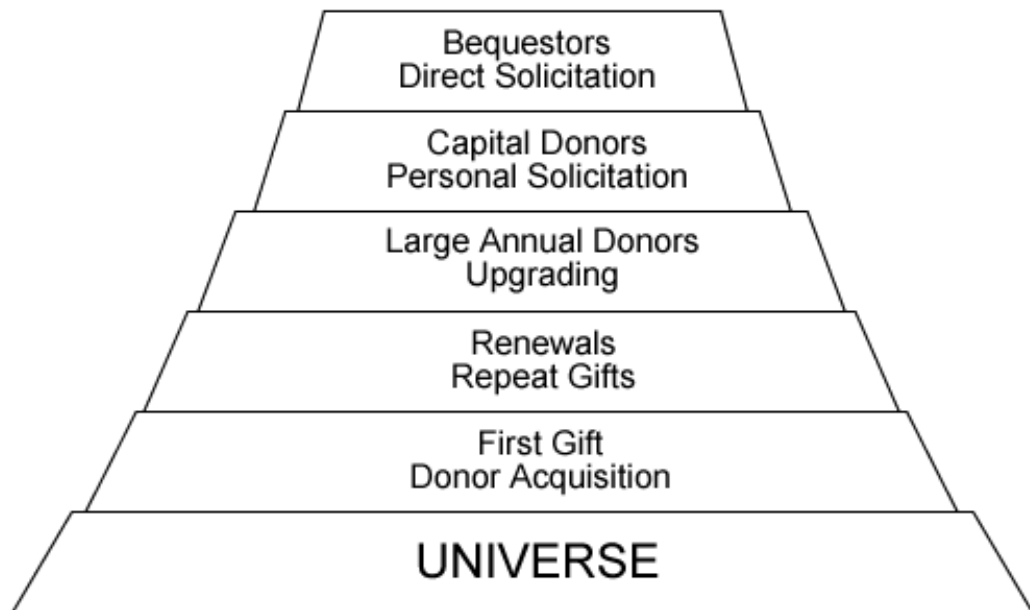 Bequestors
Direct Solicitation
Capital Donors
Personal Solicitation
Large Annual Donors
Upgrading
Renewals
Repeat Gifts
First Gift
Donor Acquisition
UNIVERSE